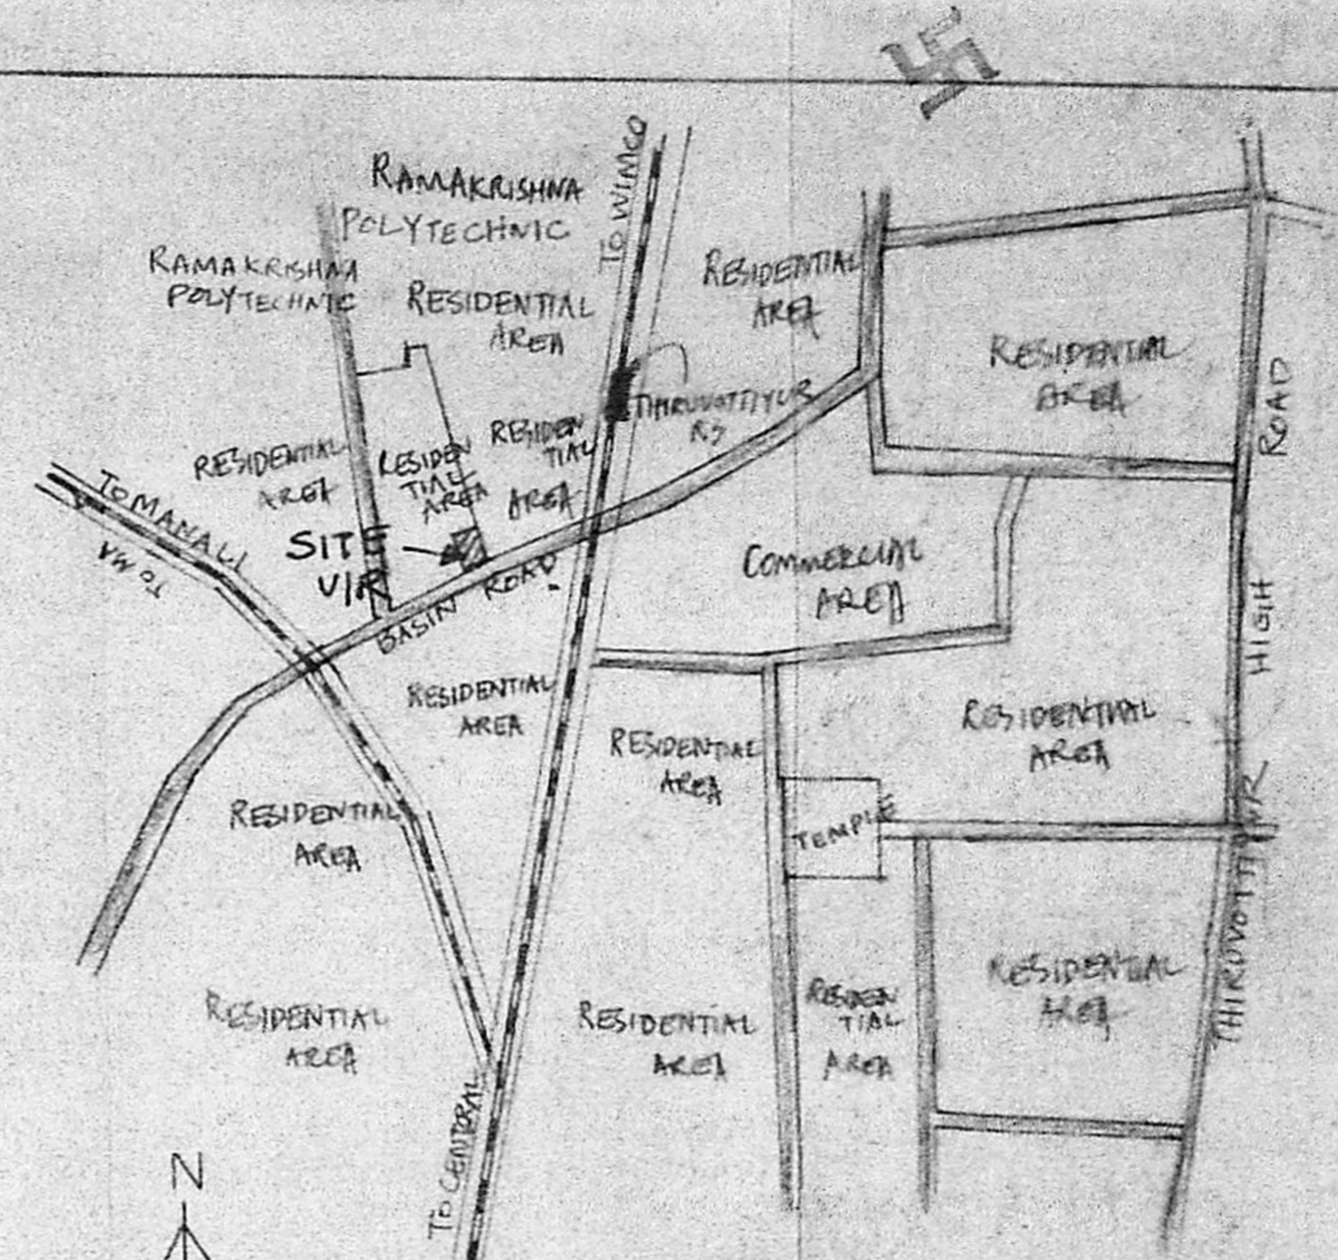 RAMAKRISHNA
POLYTECHNIC
TO WIMCO
RAMAKRISHNA
POLYTECHNIC
RESIDENTIAL
AREA
RESIDENTIAL
AREA
RESIDENTIAL
AREA
ROAD
THIRUVOTTIYUR
RS
RESIDEN
TIAL
AREA
RESIDENTIAL
AREA
RESIDEN
TIAL
AREA
TO MANALI
TO MA
SITE
U/R
BASIN ROAD
COMMERCIAL
AREA
HIGH
RESIDENTIAL
AREA
RESIDENTIAL
AREA
RESIDENTIAL
AREA
RESIDENTIAL
AREA
TEMPLE
THIRUVOTTIYUR
RESIDENTIAL
AREA
RESIDENTIAL
AREA
RESIDEN
TIAL
AREA
RESIDENTIAL
AREA
TO CENTRAL
N